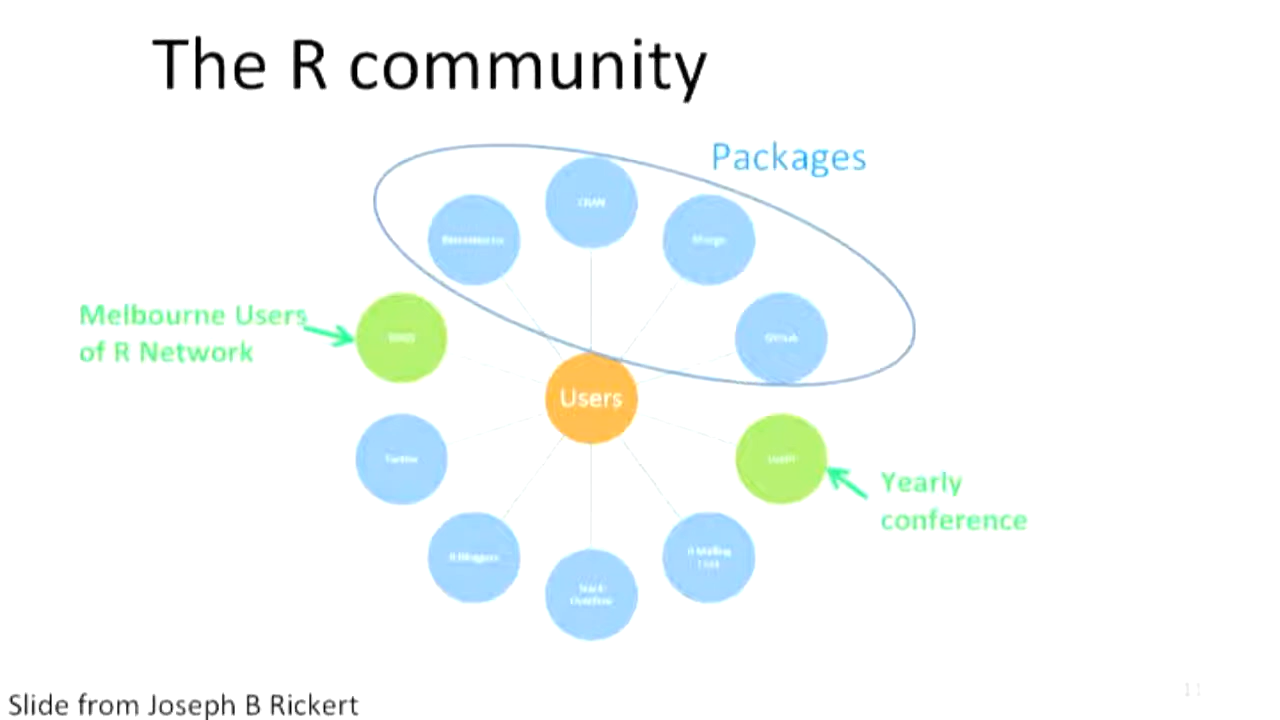 The R community
Packages
CRAN
Bioconductor
GitHub
Melbourne Users
of R Network
Users
Twitter
UseR!
Yearly
conference
R Bloggers
R Mailing
Lists
Stack
Overflow
Slide from Joseph B Rickert
11